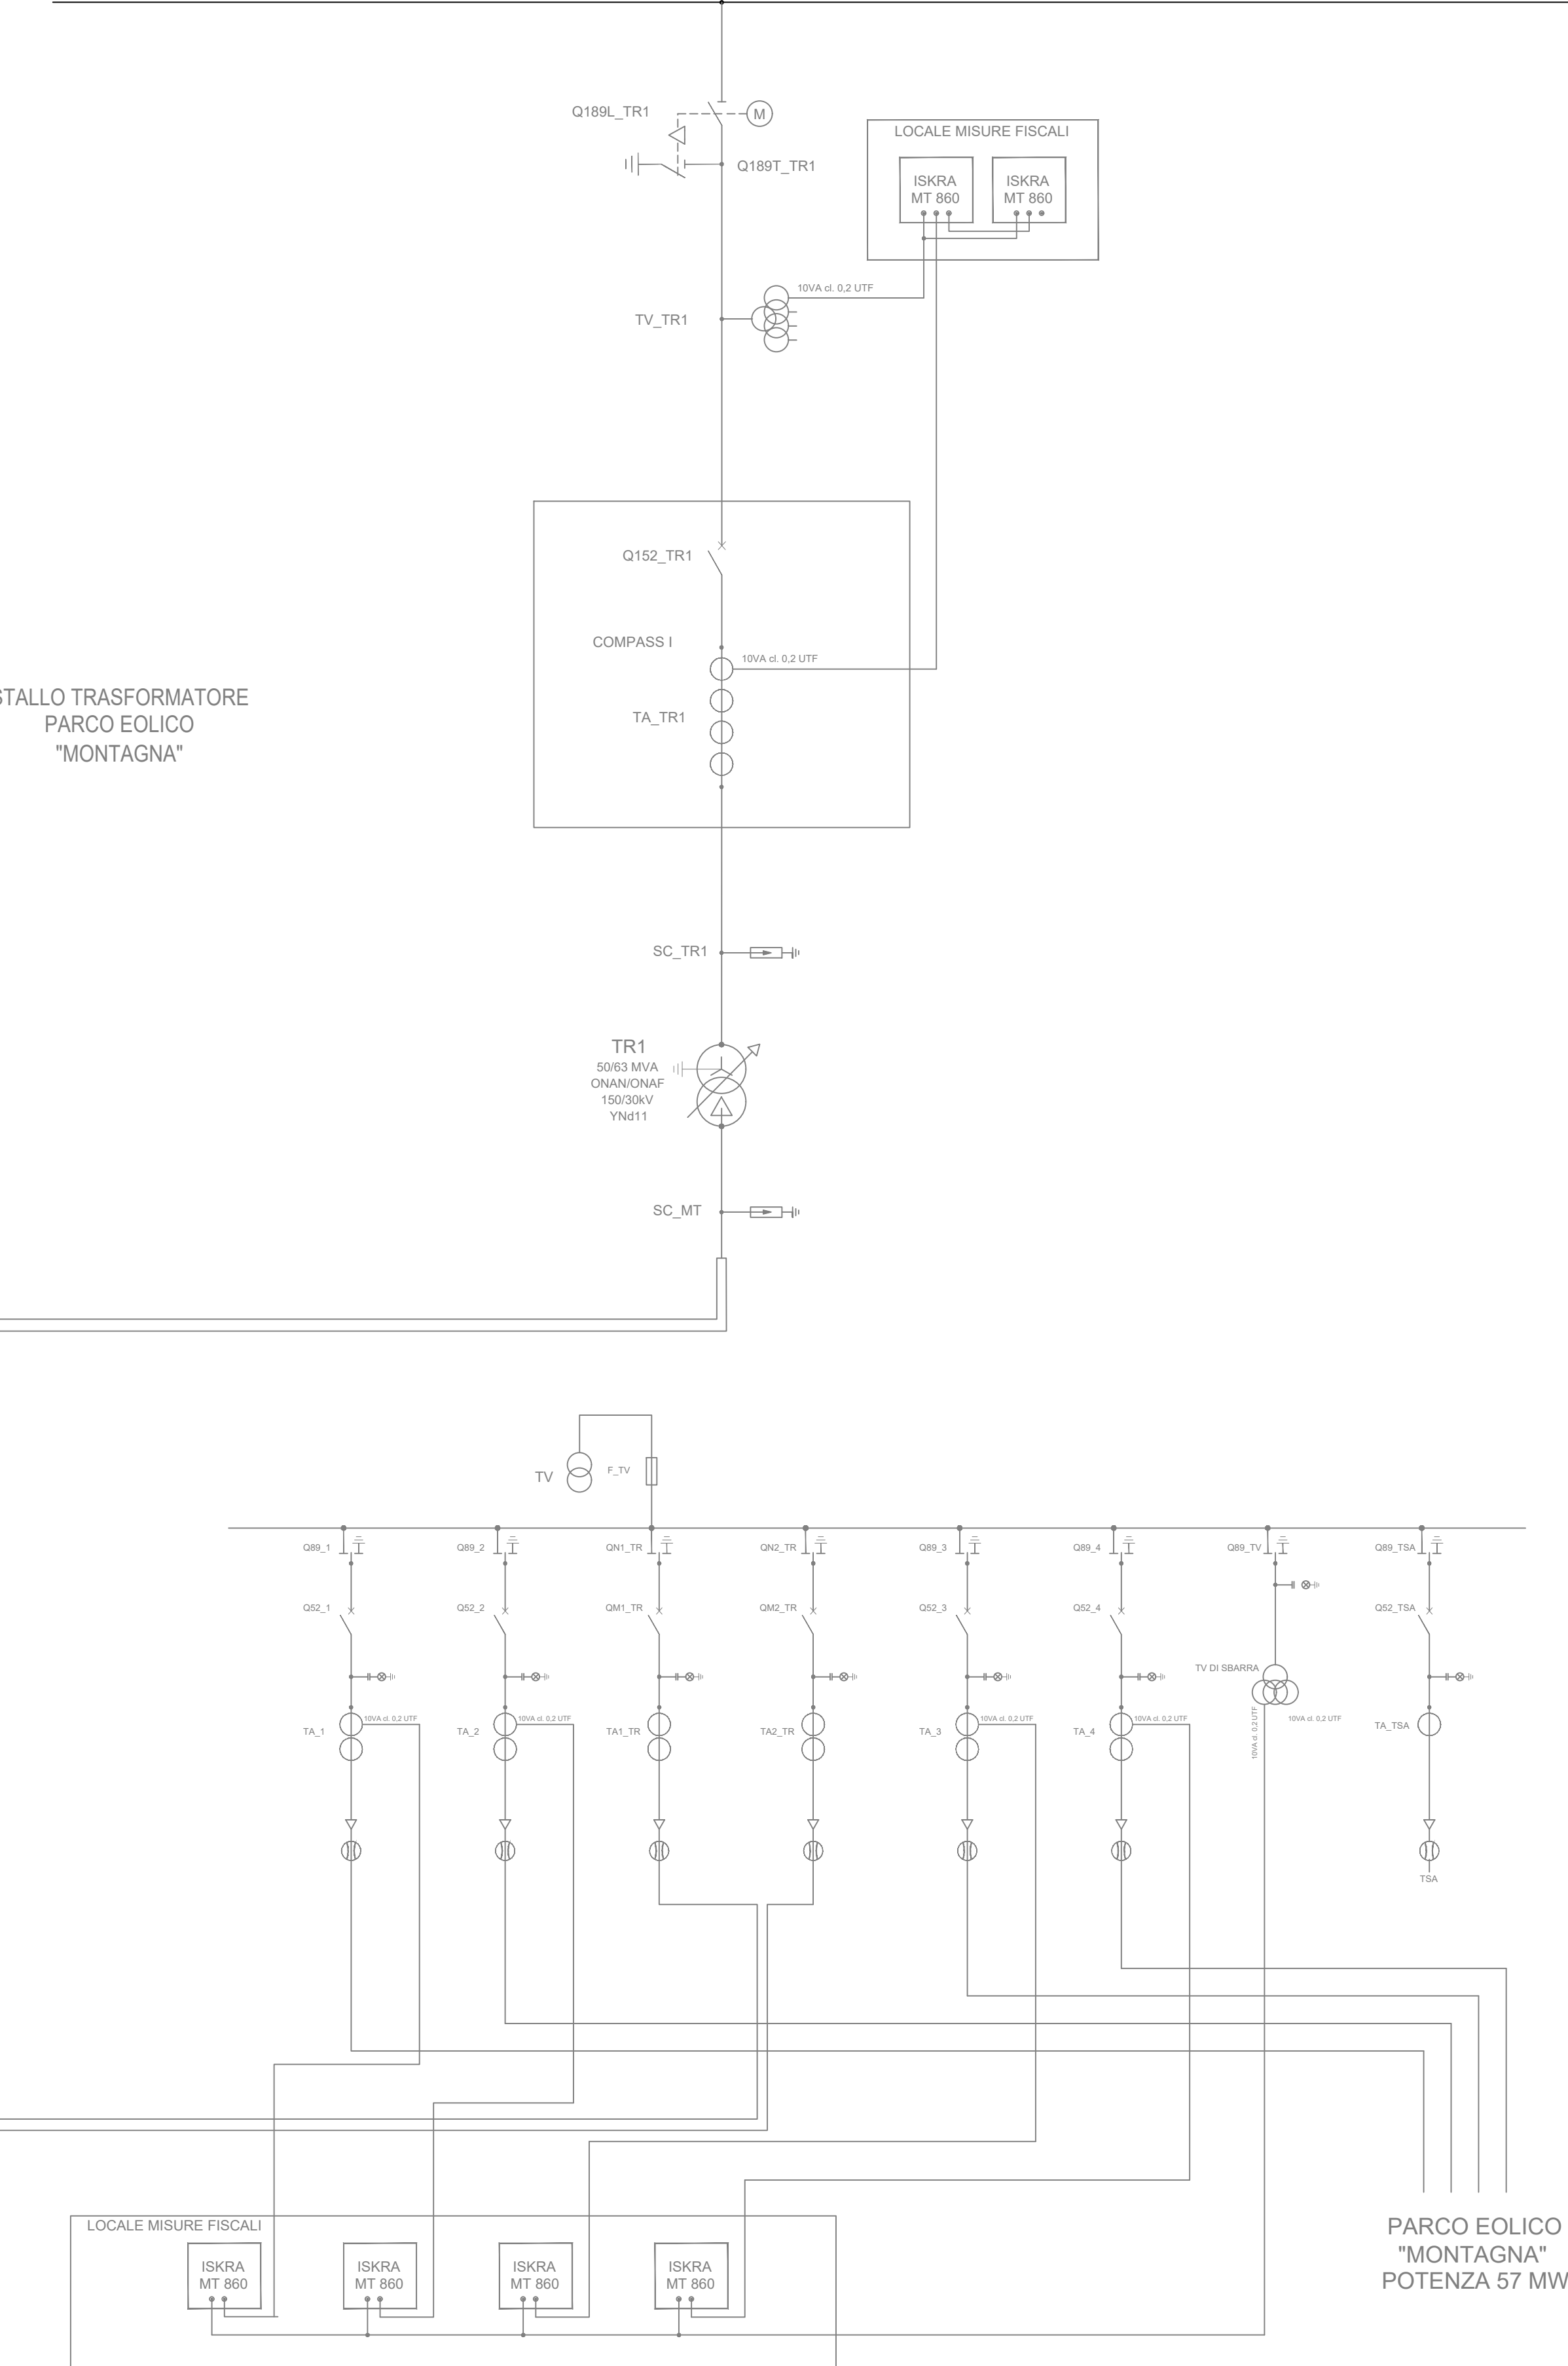 Q189L_TR1
M
Q189T_TR1
LOCALE MISURE FISCALI
ISKRA
MT 860
ISKRA
MT 860
10VA cl. 0,2 UTF
TV_TR1
Q152_TR1
COMPASS I
10VA cl. 0,2 UTF
TA_TR1
STALLO TRASFORMATORE
PARCO EOLICO
"MONTAGNA"
SC_TR1
TR1
50/63 MVA
ONAN/ONAF
150/30kV
YNd11
SC_MT
TV
F_TV
Q89_1
Q89_2
QN1_TR
QN2_TR
Q89_3
Q89_4
Q89_TV
Q89_TSA
Q52_1
Q52_2
QM1_TR
QM2_TR
Q52_3
Q52_4
Q52_TSA
TV DI SBARRA
TA_1
10VA cl. 0,2 UTF
TA_2
10VA cl. 0,2 UTF
TA1_TR
TA2_TR
TA_3
10VA cl. 0,2 UTF
TA_4
10VA cl. 0,2 UTF
10VA cl. 0,2 UTF
10VA cl. 0,2 UTF
TA_TSA
TSA
LOCALE MISURE FISCALI
ISKRA
MT 860
ISKRA
MT 860
ISKRA
MT 860
ISKRA
MT 860
PARCO EOLICO
"MONTAGNA"
POTENZA 57 MW